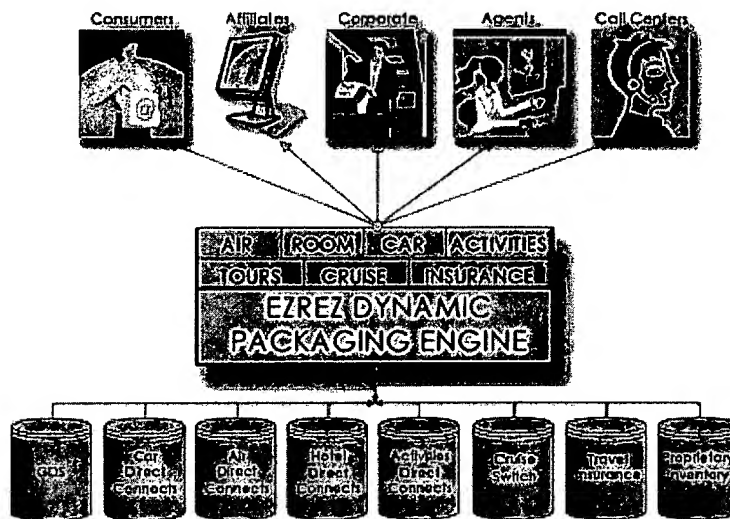 Consumers
Affiliates
Corporate
Agents
Call Centers
AIR ROOM CAR ACTIVITIES
TOURS CRUISE INSURANCE
EZREZ DYNAMIC
PACKAGING ENGINE
GDS
Car
Direct
Connects
Air
Direct
Connects
Hotel
Direct
Connects
Activities
Direct
Connects
Cruise
Switch
Travel
Insurance
Proprietary
Inventory
@